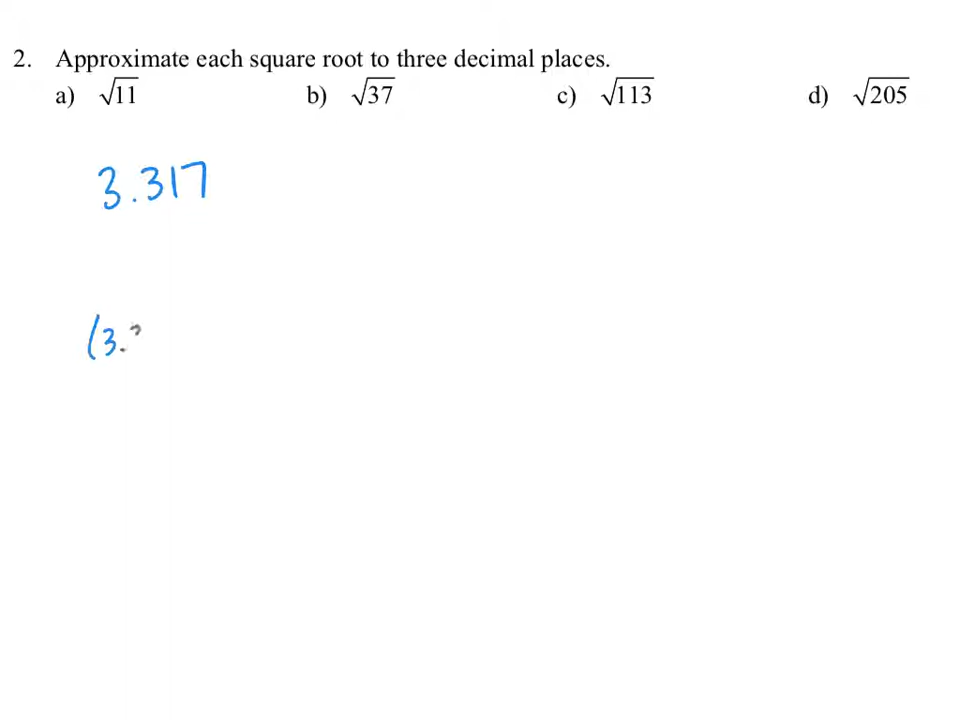 2. Approximate each square root to three decimal places.
a) √11 b) √37 c) √113 d) √205
3.317
(3.